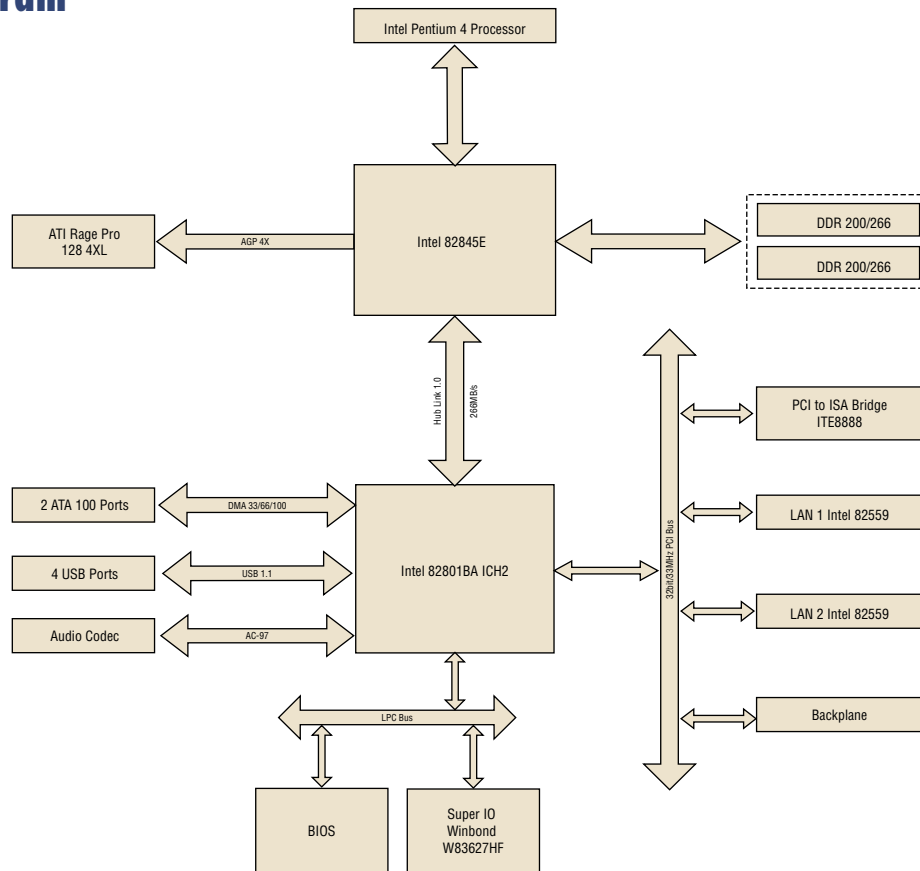 Intel Pentium 4 Processor
ATI Rage Pro
128 4XL
AGP 4X
Intel 82845E
DDR 200/266
DDR 200/266
Hub Link 1.0
266MB/s
32bit/33MHz PCI Bus
PCI to ISA Bridge
ITE8888
2 ATA 100 Ports
DMA 33/66/100
LAN 1 Intel 82559
4 USB Ports
USB 1.1
Intel 82801BA ICH2
LAN 2 Intel 82559
Audio Codec
AC-97
LPC Bus
Backplane
BIOS
Super IO
Winbond
W83627HF